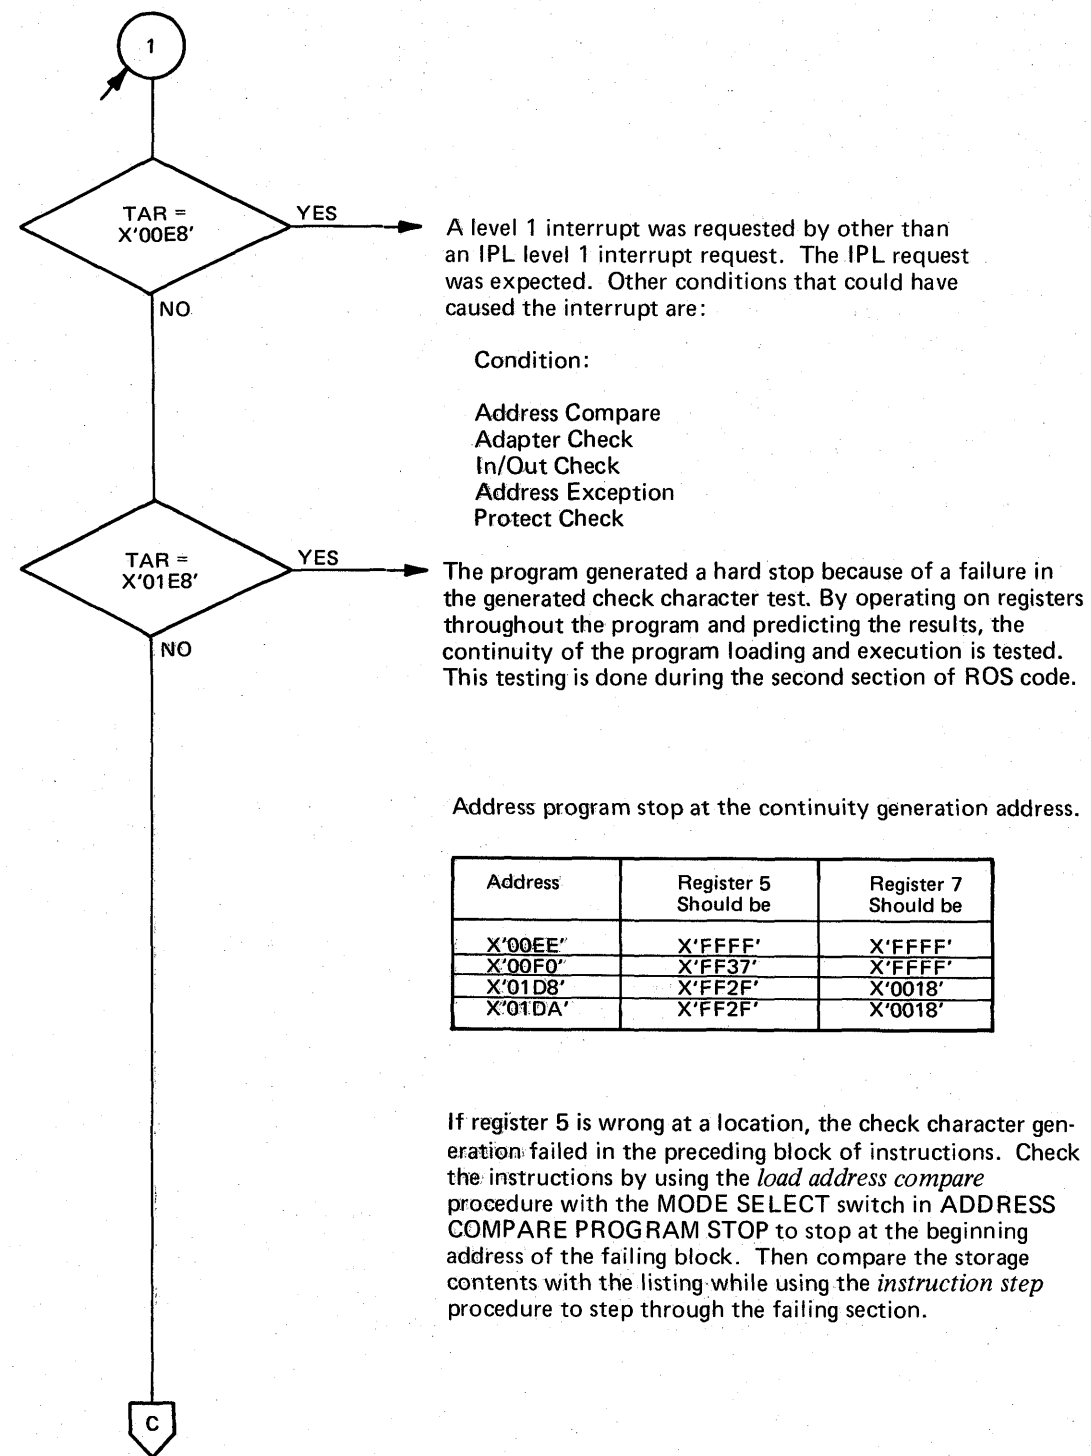 1
TAR =
X'00E8'
YES
NO
A level 1 interrupt was requested by other than
an IPL level 1 interrupt request. The IPL request
was expected. Other conditions that could have
caused the interrupt are:
Condition:
Address Compare
Adapter Check
In/Out Check
Address Exception
Protect Check
TAR =
X'01E8'
YES
NO
The program generated a hard stop because of a failure in
the generated check character test. By operating on registers
throughout the program and predicting the results, the
continuity of the program loading and execution is tested.
This testing is done during the second section of ROS code.
Address program stop at the continuity generation address.
Address Register 5 Register 7
Should be Should be
X'00EE' X'FFFF' X'FFFF'
X'00F0' X'FF37' X'FFFF'
X'01D8' X'FF2F' X'0018'
X'01DA' X'FF2F' X'0018'
If register 5 is wrong at a location, the check character gen-
eration failed in the preceding block of instructions. Check
the instructions by using the load address compare
procedure with the MODE SELECT switch in ADDRESS
COMPARE PROGRAM STOP to stop at the beginning
address of the failing block. Then compare the storage
contents with the listing while using the instruction step
procedure to step through the failing section.
C